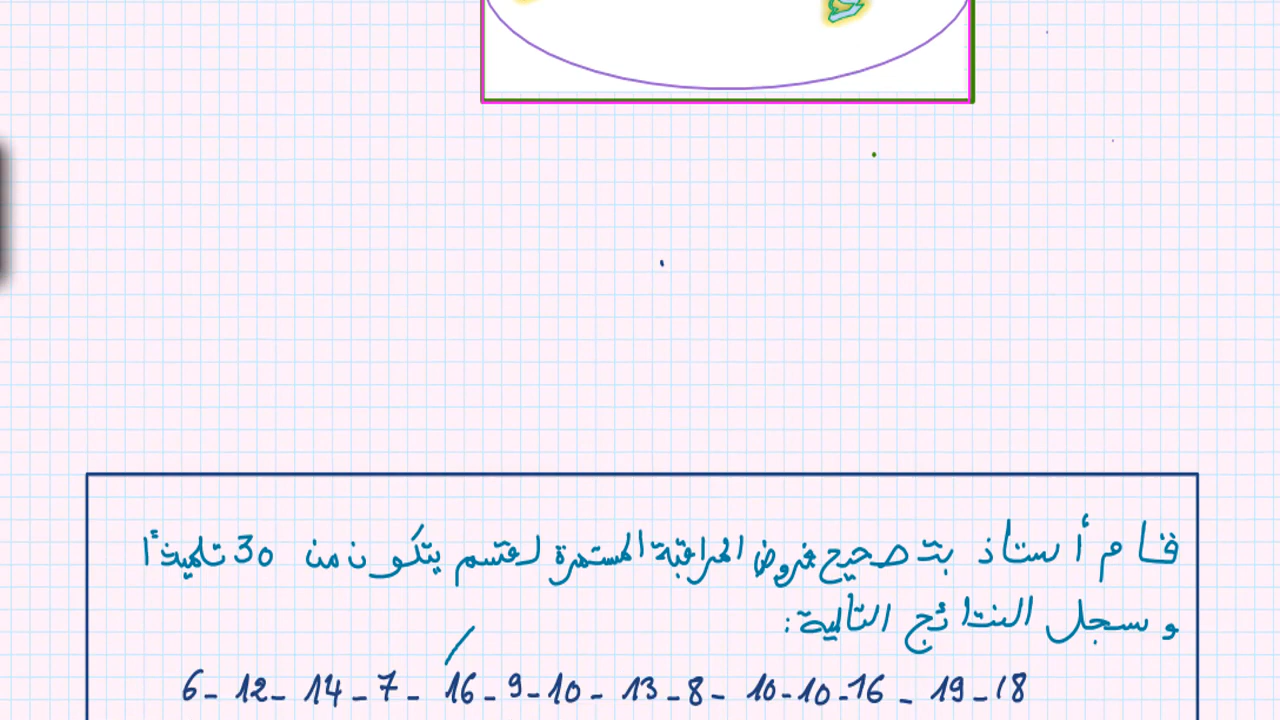 قام أستاذ بتصحيح فروض المراقبة المستمرة لقسم يتكون من 30 تلميذاً
وسجل النتائج التالية:
6 - 12 - 14 - 7 - 16 - 9 - 10 - 13 - 8 - 10 - 10 - 16 - 19 - 18